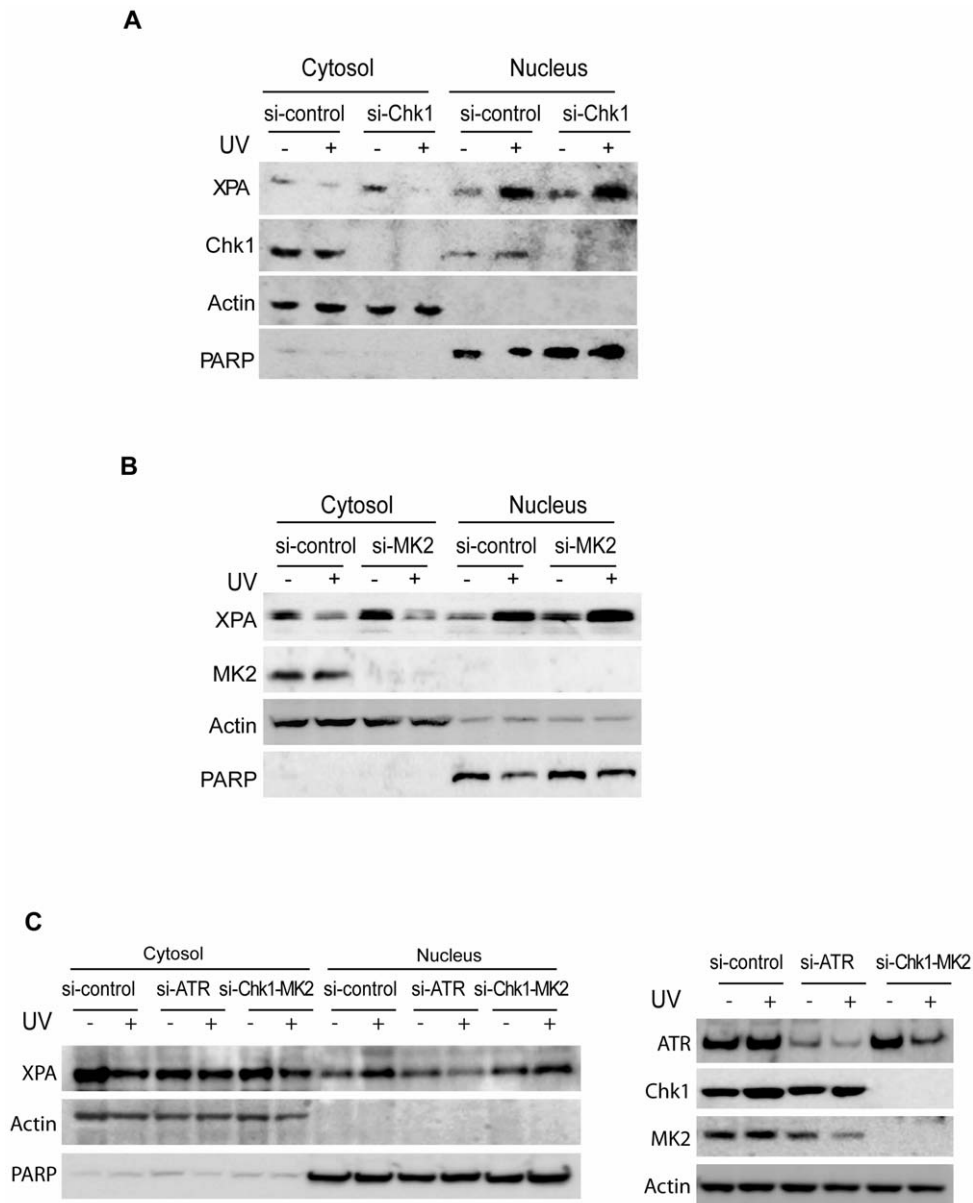 A
Cytosol Nucleus
si-control si-Chk1 si-control si-Chk1
UV - + - + - + - +
XPA
Chk1
Actin
PARP
B
Cytosol Nucleus
si-control si-MK2 si-control si-MK2
UV - + - + - + - +
XPA
MK2
Actin
PARP
C
Cytosol Nucleus
si-control si-ATR si-Chk1-MK2 si-control si-ATR si-Chk1-MK2
UV - + - + - + - + - + - +
XPA
Actin
PARP
si-control si-ATR si-Chk1-MK2
UV - + - + - +
ATR
Chk1
MK2
Actin